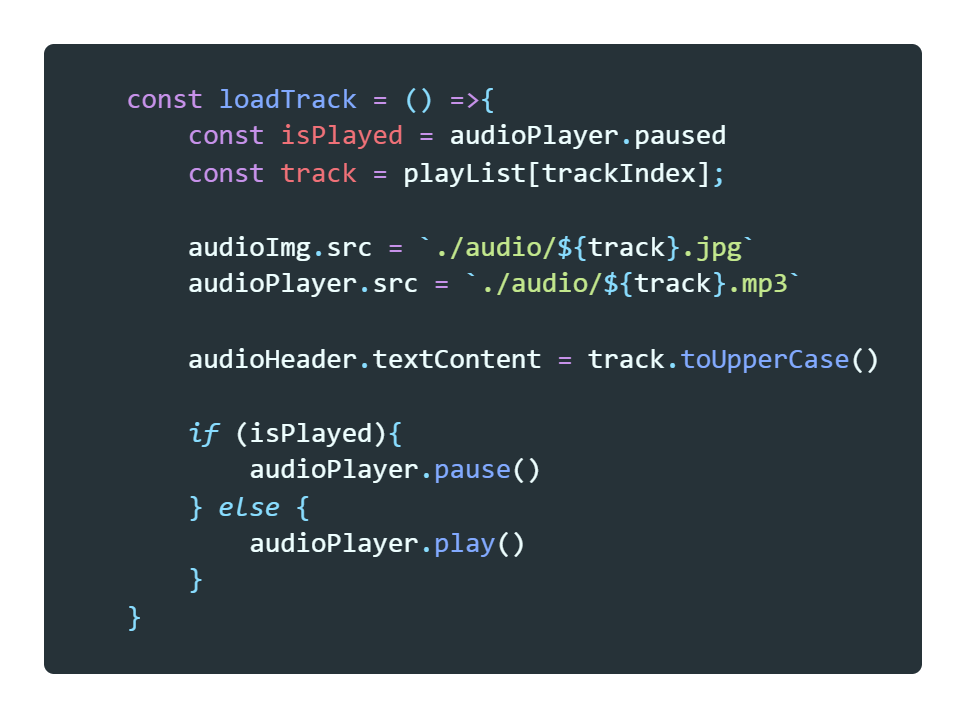 const loadTrack = () =>{
    const isPlayed = audioPlayer.paused
    const track = playList[trackIndex];

    audioImg.src = `./audio/${track}.jpg`
    audioPlayer.src = `./audio/${track}.mp3`

    audioHeader.textContent = track.toUpperCase()

    if (isPlayed){
        audioPlayer.pause()
    } else {
        audioPlayer.play()
    }
}